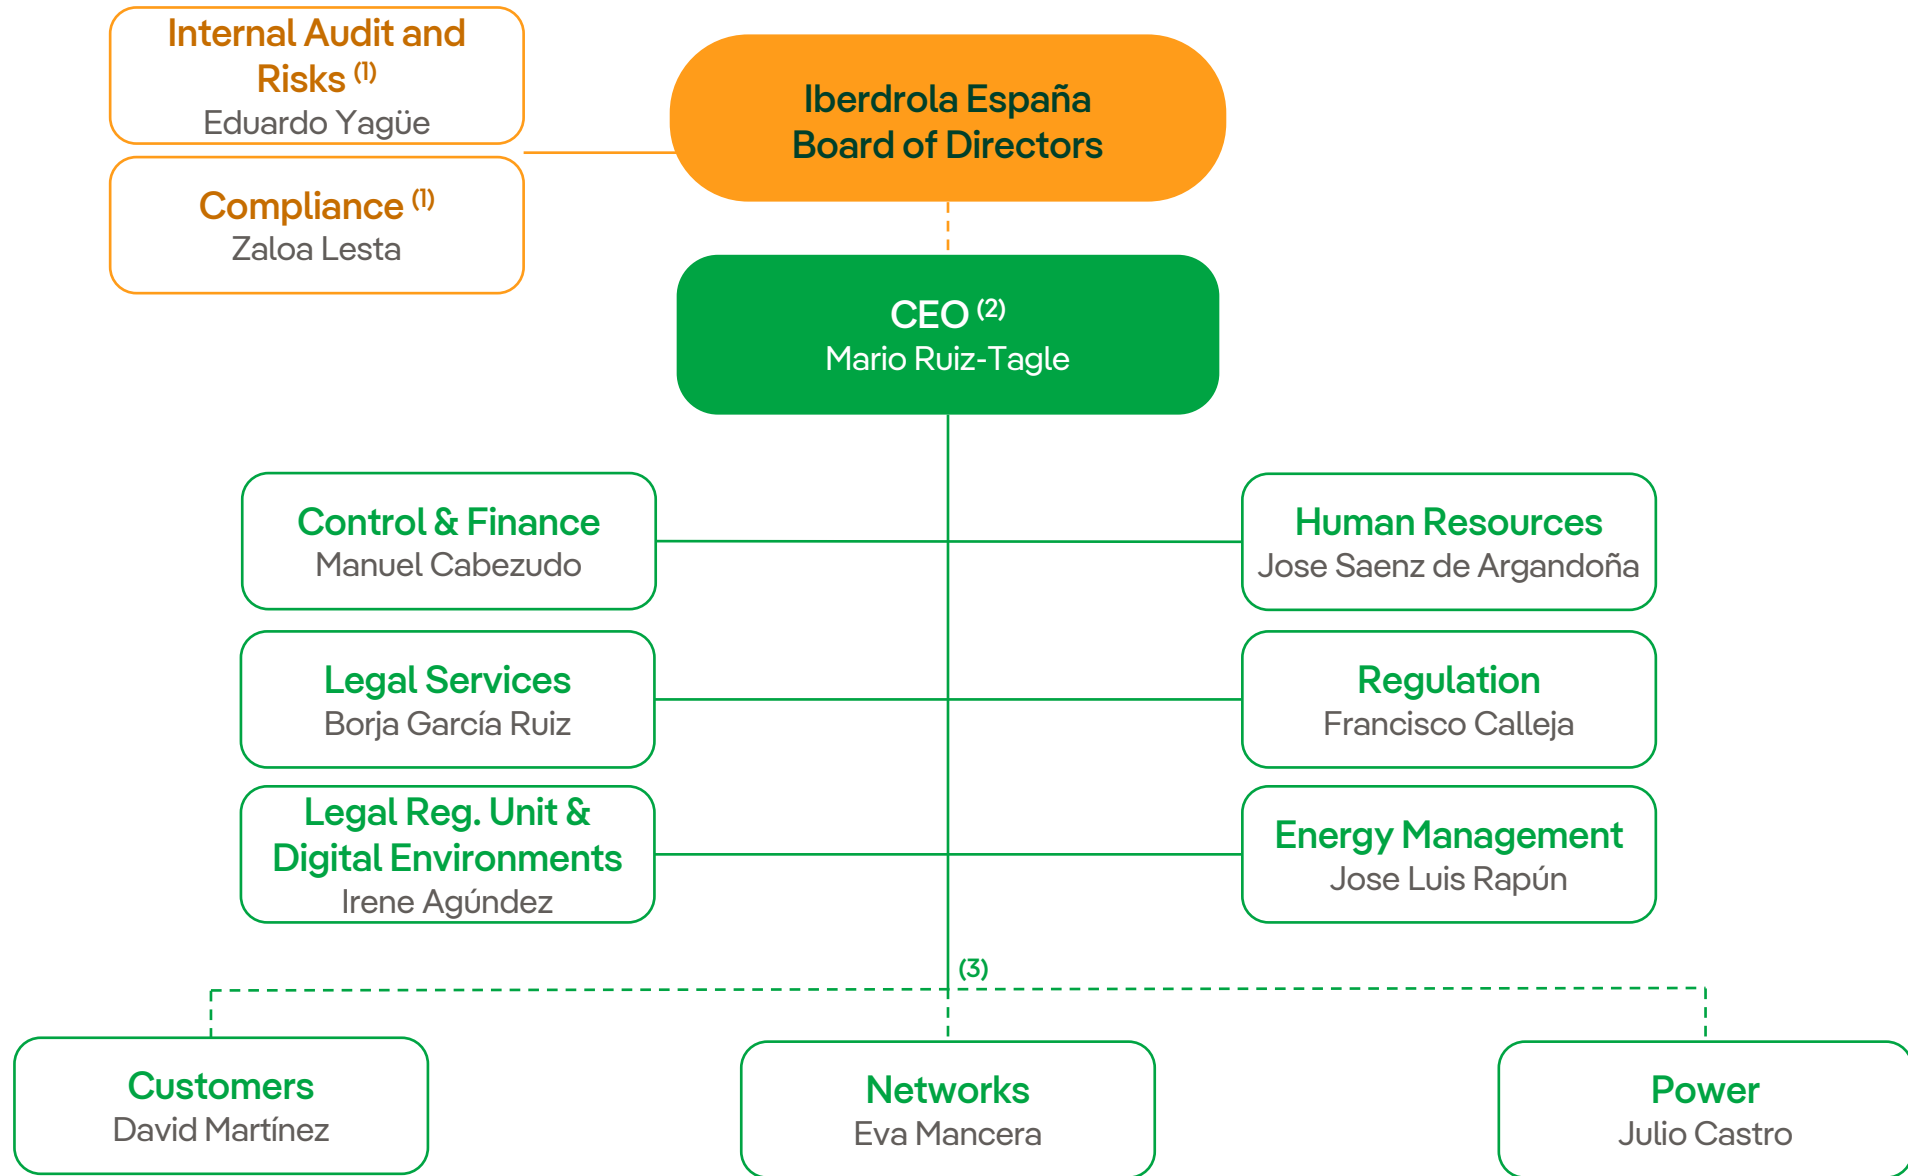 Internal Audit and
Risks (1)
Eduardo Yagüe
Compliance (1)
Zaloa Lesta
Iberdrola España
Board of Directors
CEO (2)
Mario Ruiz-Tagle
Control & Finance
Manuel Cabezudo
Human Resources
Jose Saenz de Argandoña
Legal Services
Borja García Ruiz
Regulation
Francisco Calleja
Legal Reg. Unit &
Digital Environments
Irene Agúndez
Energy Management
Jose Luis Rapún
(3)
Customers
David Martínez
Networks
Eva Mancera
Power
Julio Castro